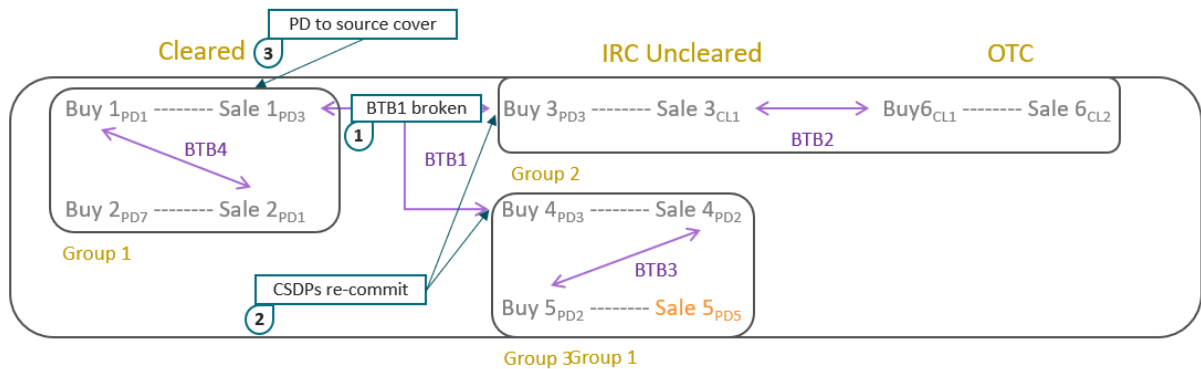 PD to source cover
Cleared 3 IRC Uncleared OTC
Buy 1PD1 -------- Sale 1PD3 BTB1 broken Buy 3PD3 -------- Sale 3CL1 Buy6CL1 -------- Sale 6CL2
1
BTB4 BTB1 BTB2
Group 2
Buy 2PD7 -------- Sale 2PD1 Buy 4PD3 -------- Sale 4PD2
Group 1
BTB3
CSDPs re-commit
2 Buy 5PD2 -------- Sale 5PD5
Group 3Group 1